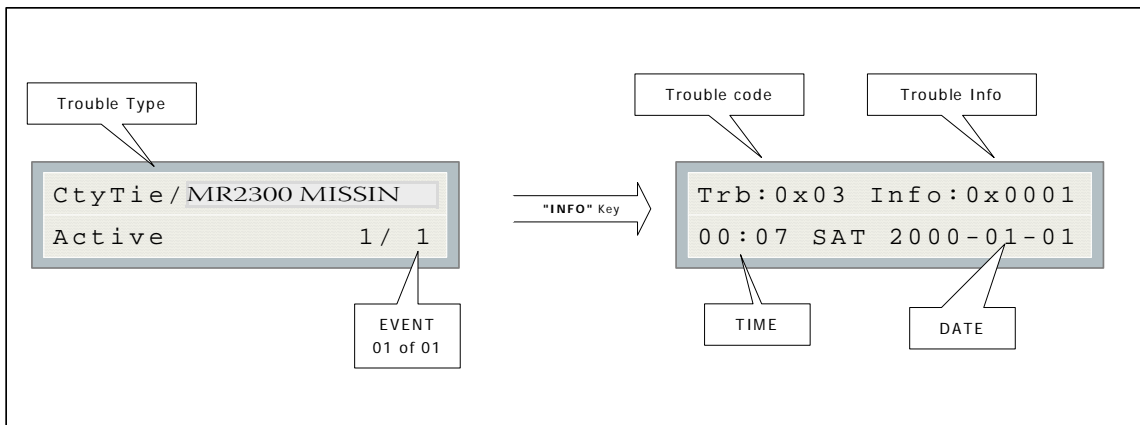 Trouble Type
CtyTie/MR2300 MISSIN
Active 1/ 1
EVENT
01 of 01
"INFO" Key
Trouble code
Trouble Info
Trb:0x03 Info:0x0001
00:07 SAT 2000-01-01
TIME
DATE